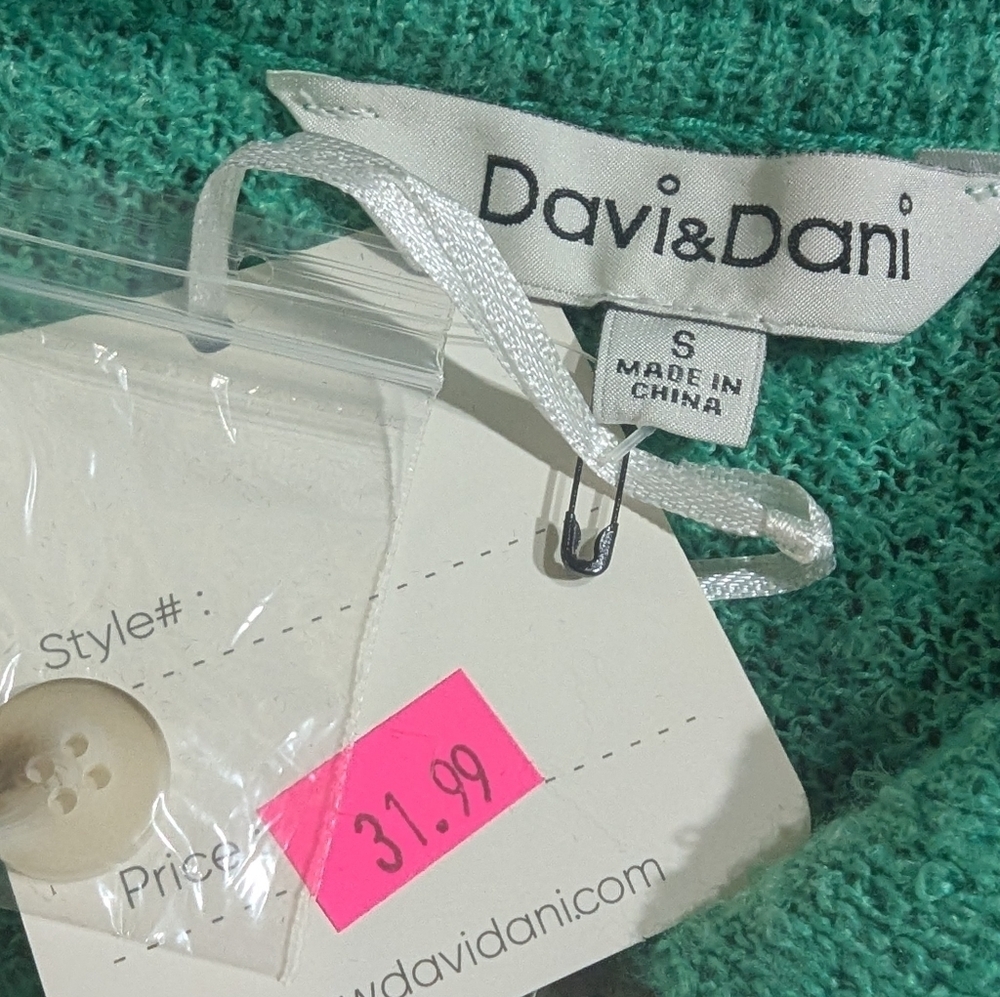 Davi&Dani
S
MADE IN
CHINA
Style# :
31.99
Price
wdavidani.com